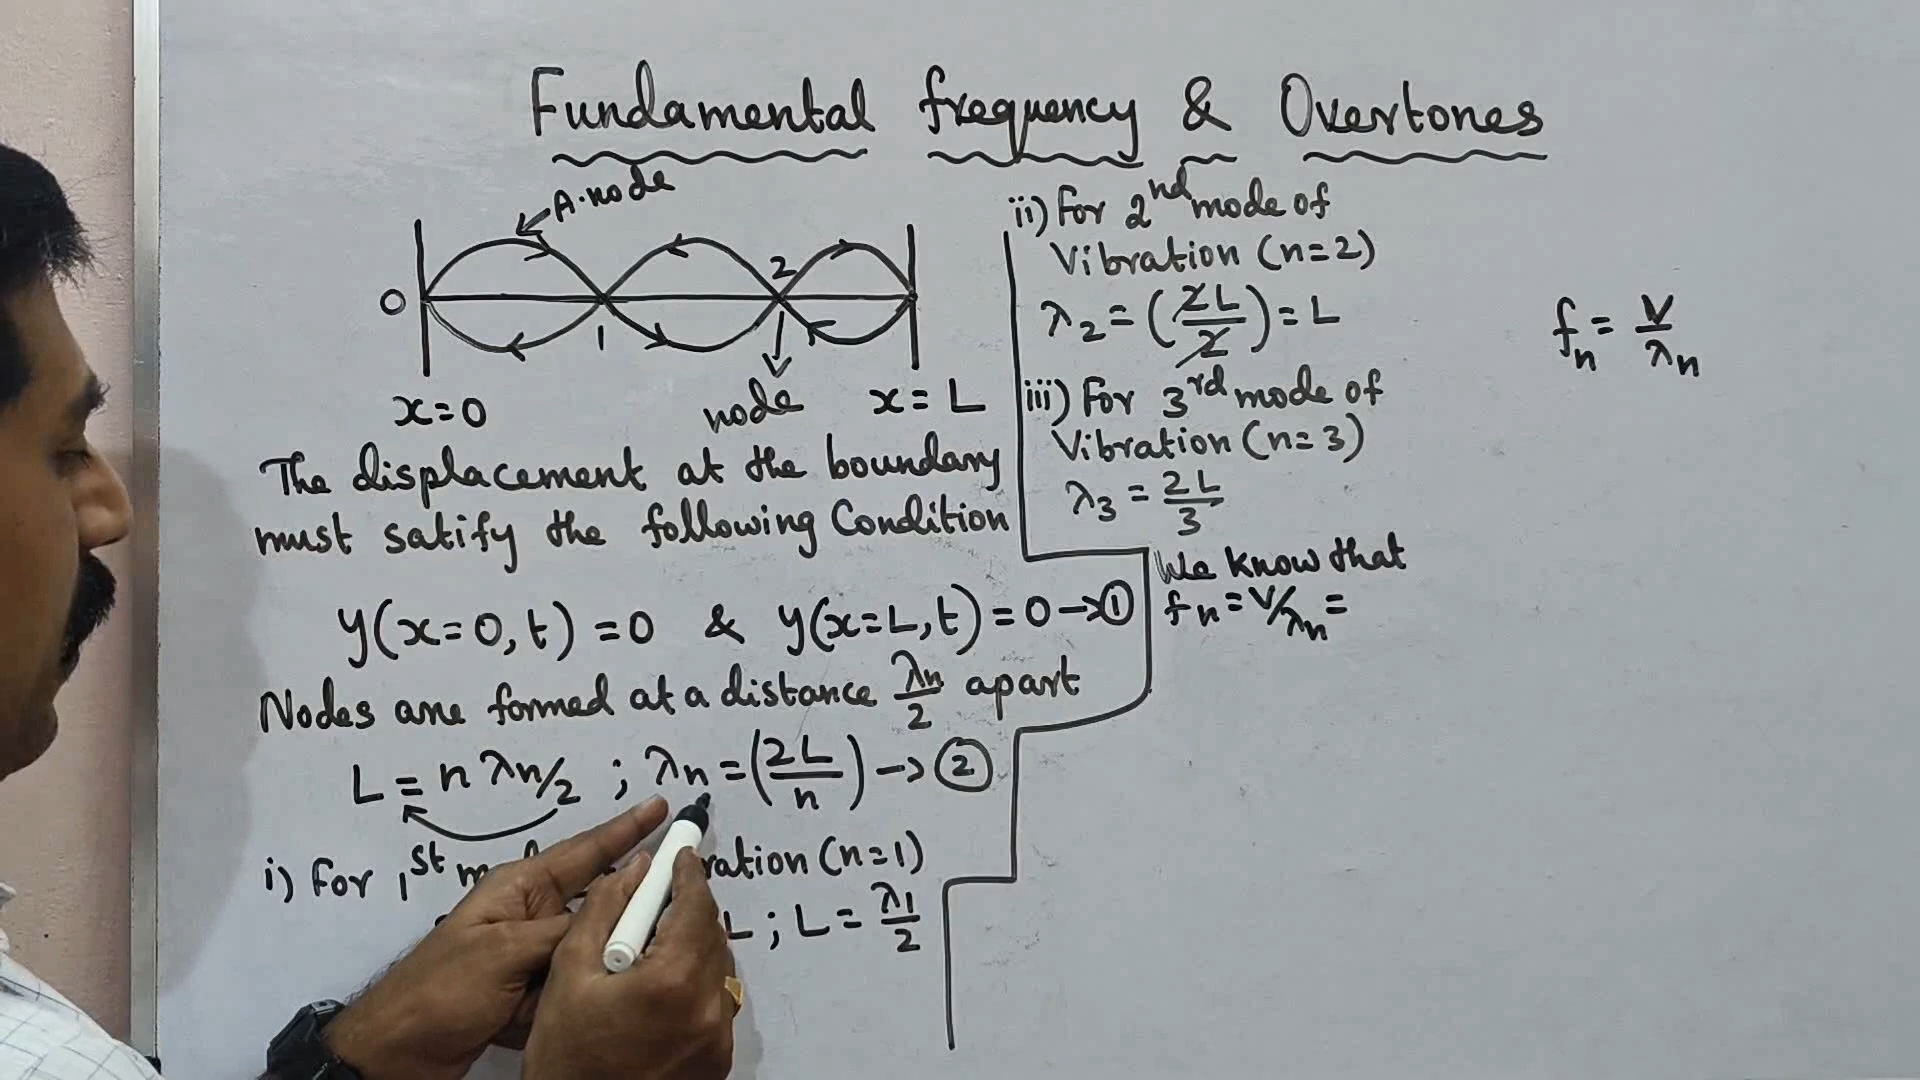 Fundamental frequency & Overtones
A.node
0
1
2
x=0
node
x=L
The displacement at the boundary
must satify the following Condition
y(x=0,t)=0 & y(x=L,t)=0→①
Nodes are formed at a distance λn/2 apart
L=nλn/2 ; λn=(2L/n)→②
i) For 1st ration (n=1)
L ; L=λ1/2
ii) For 2nd mode of
Vibration (n=2)
λ2=(2L/2)=L
iii) For 3rd mode of
Vibration (n=3)
λ3=2L/3
We know that
fn=V/λn=
fn=V/λn